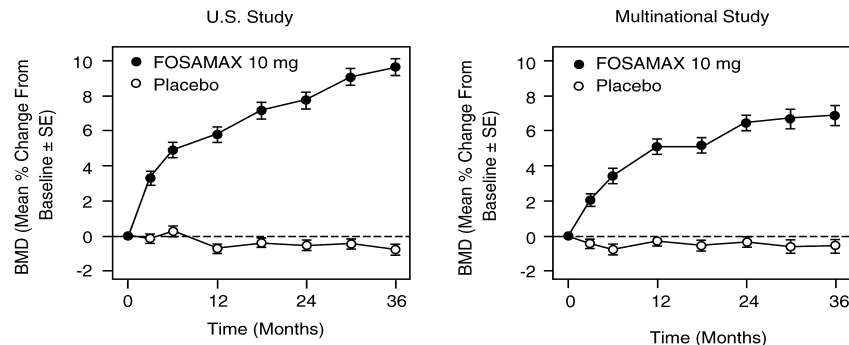 U.S. Study
BMD (Mean % Change From
Baseline ± SE)
10
8
6
4
2
0
-2
FOSAMAX 10 mg
Placebo
0
12
24
36
Time (Months)
Multinational Study
BMD (Mean % Change From
Baseline ± SE)
10
8
6
4
2
0
-2
FOSAMAX 10 mg
Placebo
0
12
24
36
Time (Months)